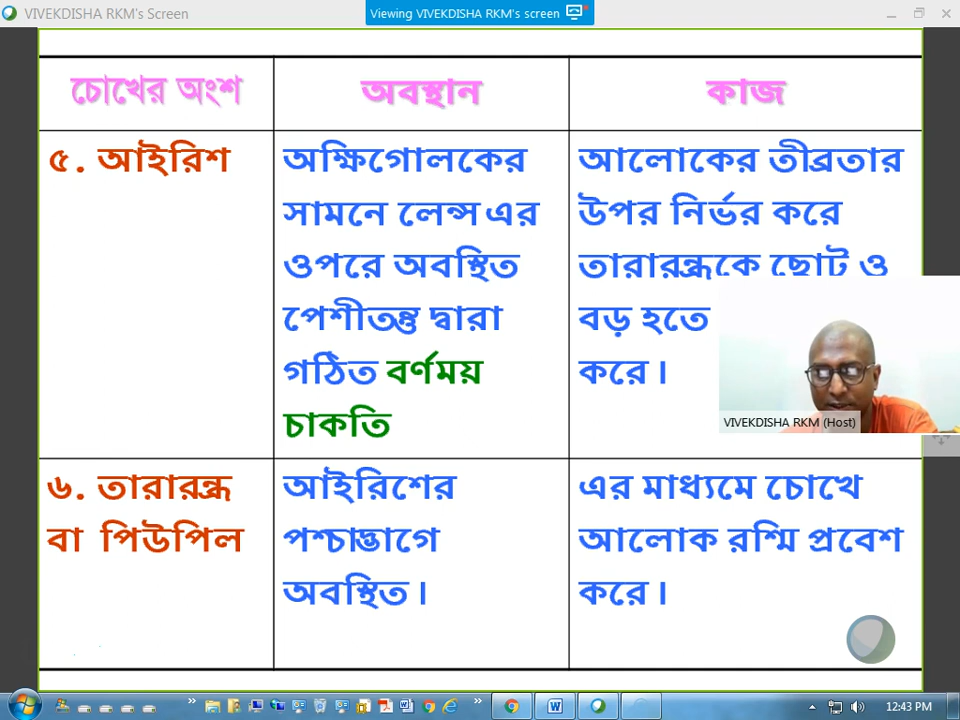 VIVEKDISHA RKM's Screen
Viewing VIVEKDISHA RKM's screen
চোখের অংশ
অবস্থান
কাজ
৫. আইরিশ
অক্ষিগোলকের
সামনে লেন্স এর
ওপরে অবস্থিত
পেশীতন্তু দ্বারা
গঠিত বর্ণময়
চাকতি
আলোকের তীব্রতার
উপর নির্ভর করে
তারারন্ধ্রকে ছোট ও
বড় হতে
করে।
৬. তারারন্ধ্র
বা পিউপিল
আইরিশের
পশ্চাদ্ভাগে
অবস্থিত।
এর মাধ্যমে চোখে
আলোক রশ্মি প্রবেশ
করে।
VIVEKDISHA RKM (Host)
12:43 PM